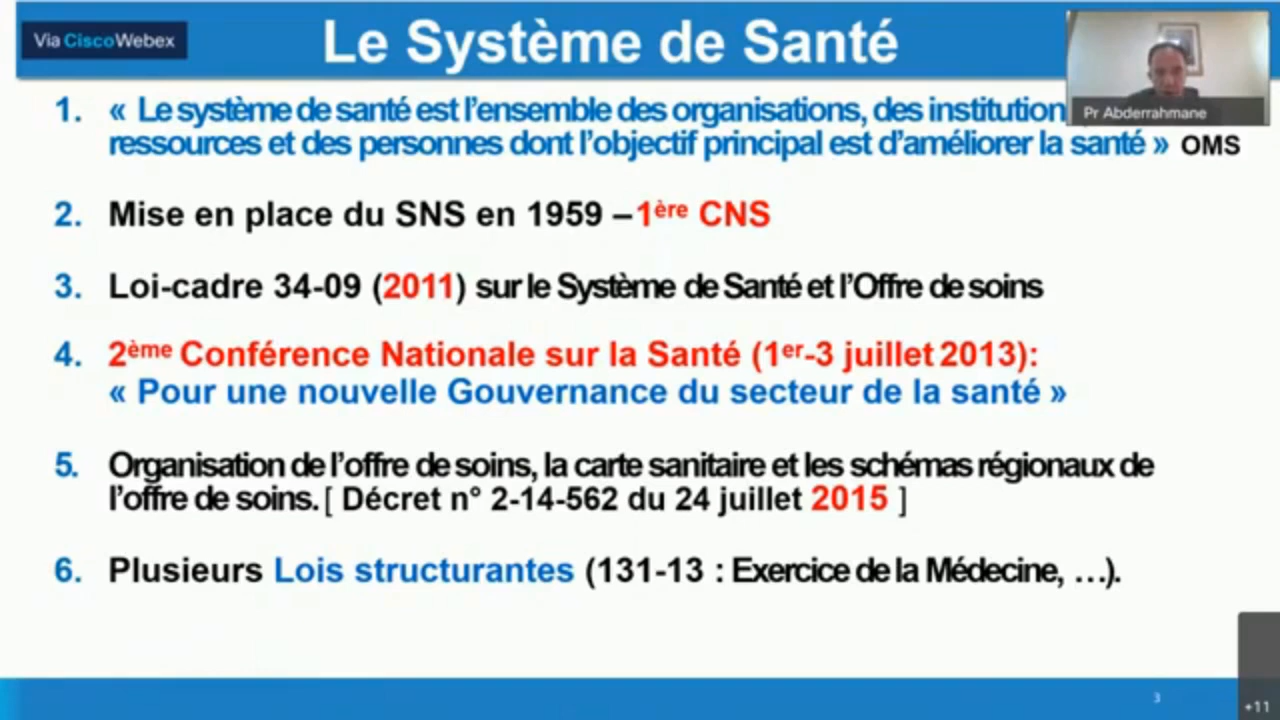 Via CiscoWebex
Le Système de Santé
Pr Abderrahmane
1. « Le système de santé est l'ensemble des organisations, des institution
ressources et des personnes dont l'objectif principal est d'améliorer la santé » OMS
2. Mise en place du SNS en 1959 – 1ère CNS
3. Loi-cadre 34-09 (2011) sur le Système de Santé et l'Offre de soins
4. 2ème Conférence Nationale sur la Santé (1er-3 juillet 2013):
« Pour une nouvelle Gouvernance du secteur de la santé »
5. Organisation de l'offre de soins, la carte sanitaire et les schémas régionaux de
l'offre de soins. [ Décret n° 2-14-562 du 24 juillet 2015 ]
6. Plusieurs Lois structurantes (131-13 : Exercice de la Médecine, …).
3
+11